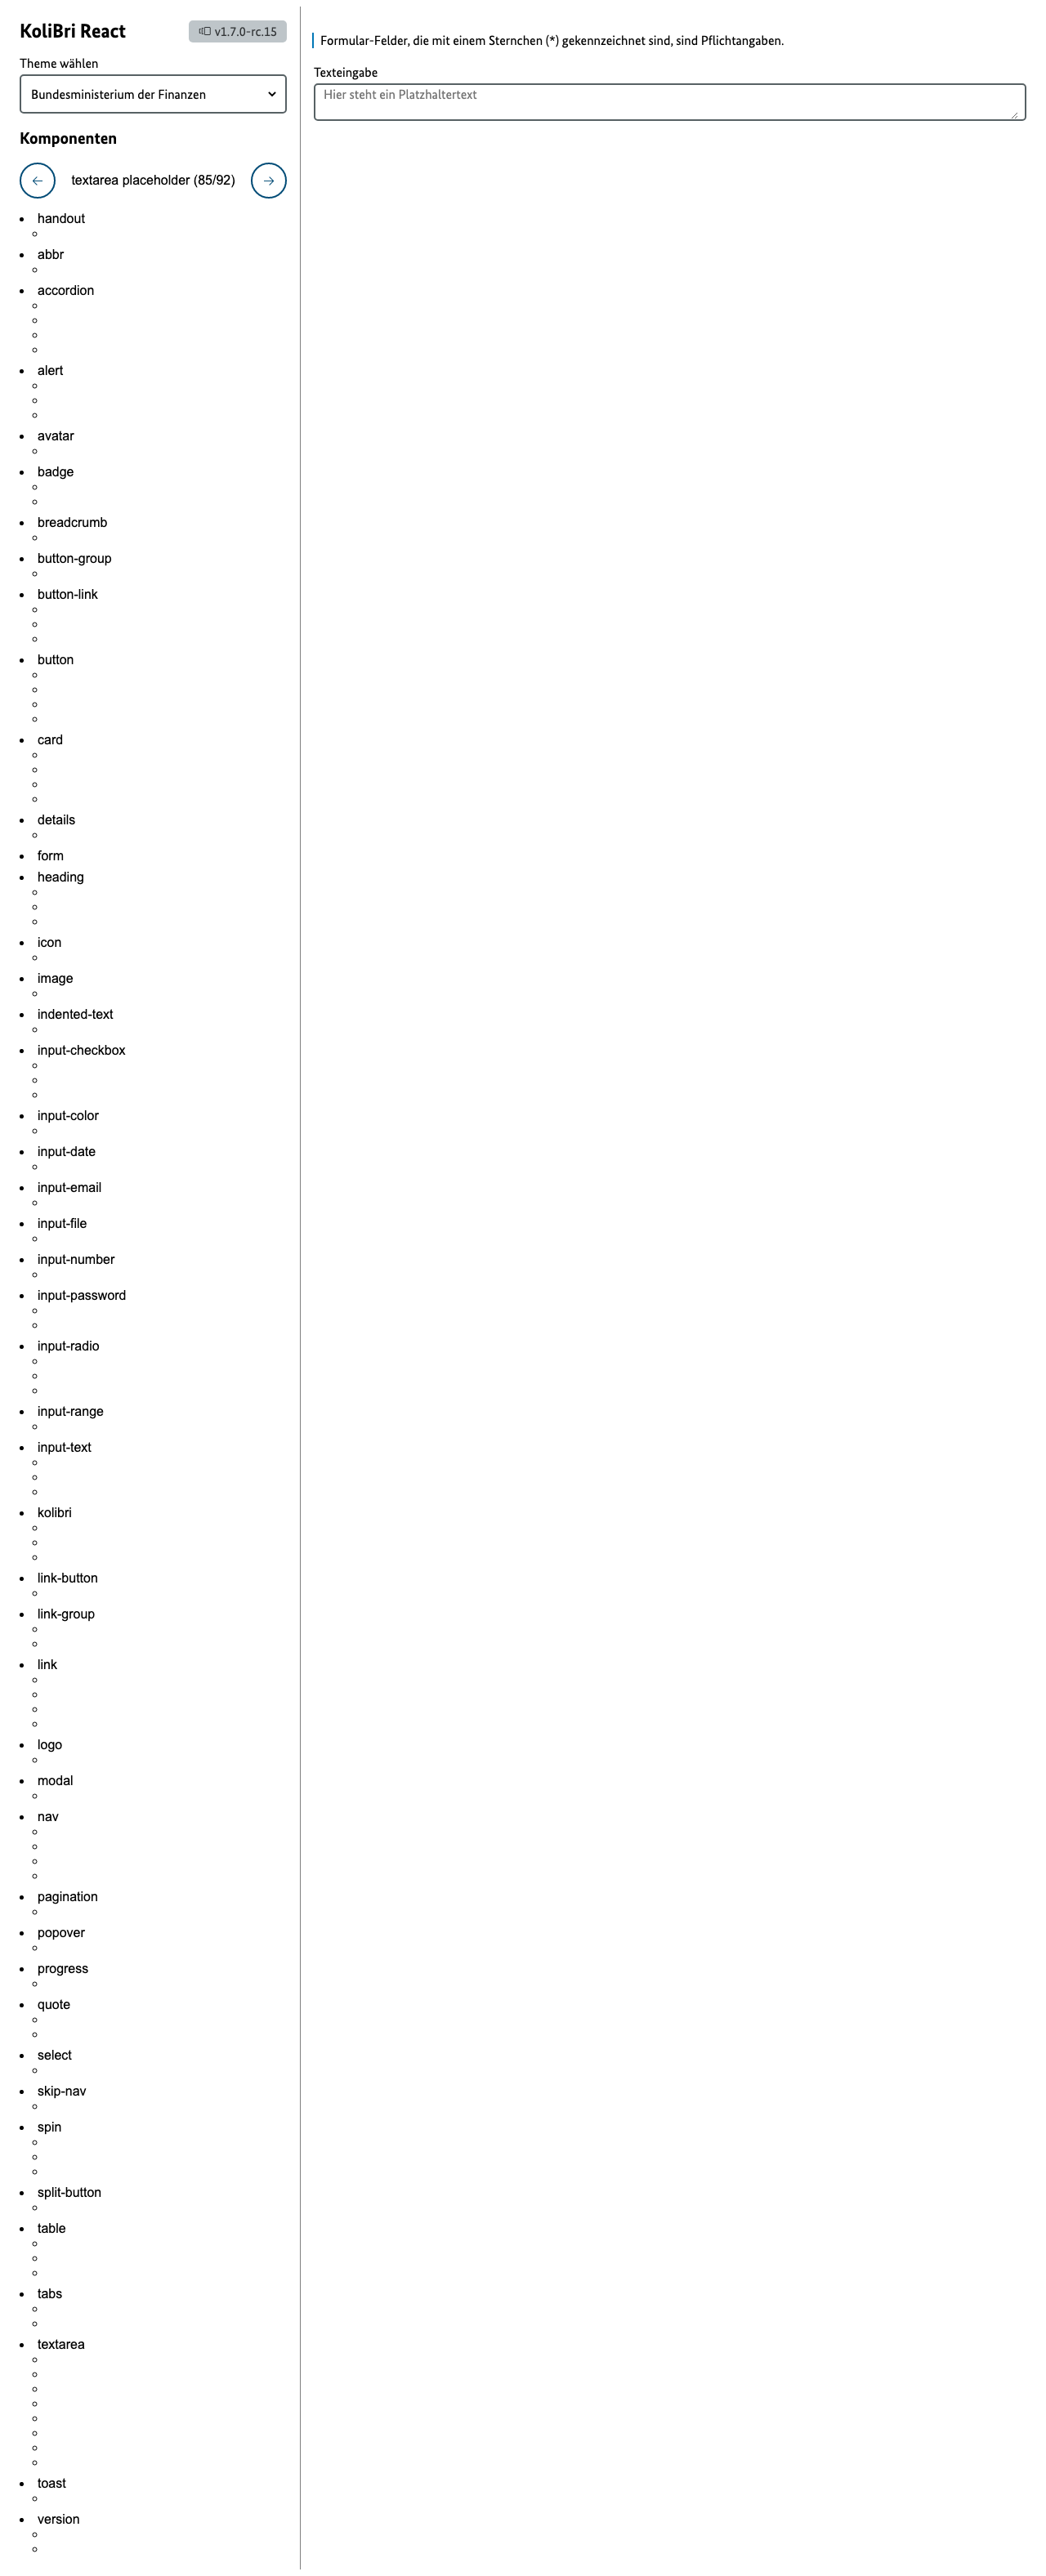 KoliBri React
v1.7.0-rc.15
Theme wählen
Bundesministerium der Finanzen
Komponenten
textarea placeholder (85/92)
handout
abbr
accordion
alert
avatar
badge
breadcrumb
button-group
button-link
button
card
details
form
heading
icon
image
indented-text
input-checkbox
input-color
input-date
input-email
input-file
input-number
input-password
input-radio
input-range
input-text
kolibri
link-button
link-group
link
logo
modal
nav
pagination
popover
progress
quote
select
skip-nav
spin
split-button
table
tabs
textarea
toast
version
Formular-Felder, die mit einem Sternchen (*) gekennzeichnet sind, sind Pflichtangaben.
Texteingabe
Hier steht ein Platzhaltertext